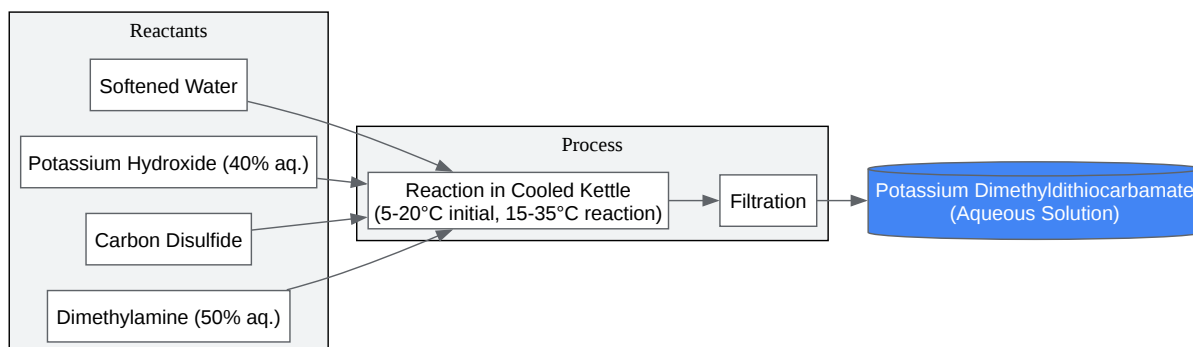 Reactants
Softened Water
Potassium Hydroxide (40% aq.)
Carbon Disulfide
Dimethylamine (50% aq.)
Process
Reaction in Cooled Kettle
(5-20°C initial, 15-35°C reaction)
Filtration
Potassium Dimethyldithiocarbamate
(Aqueous Solution)